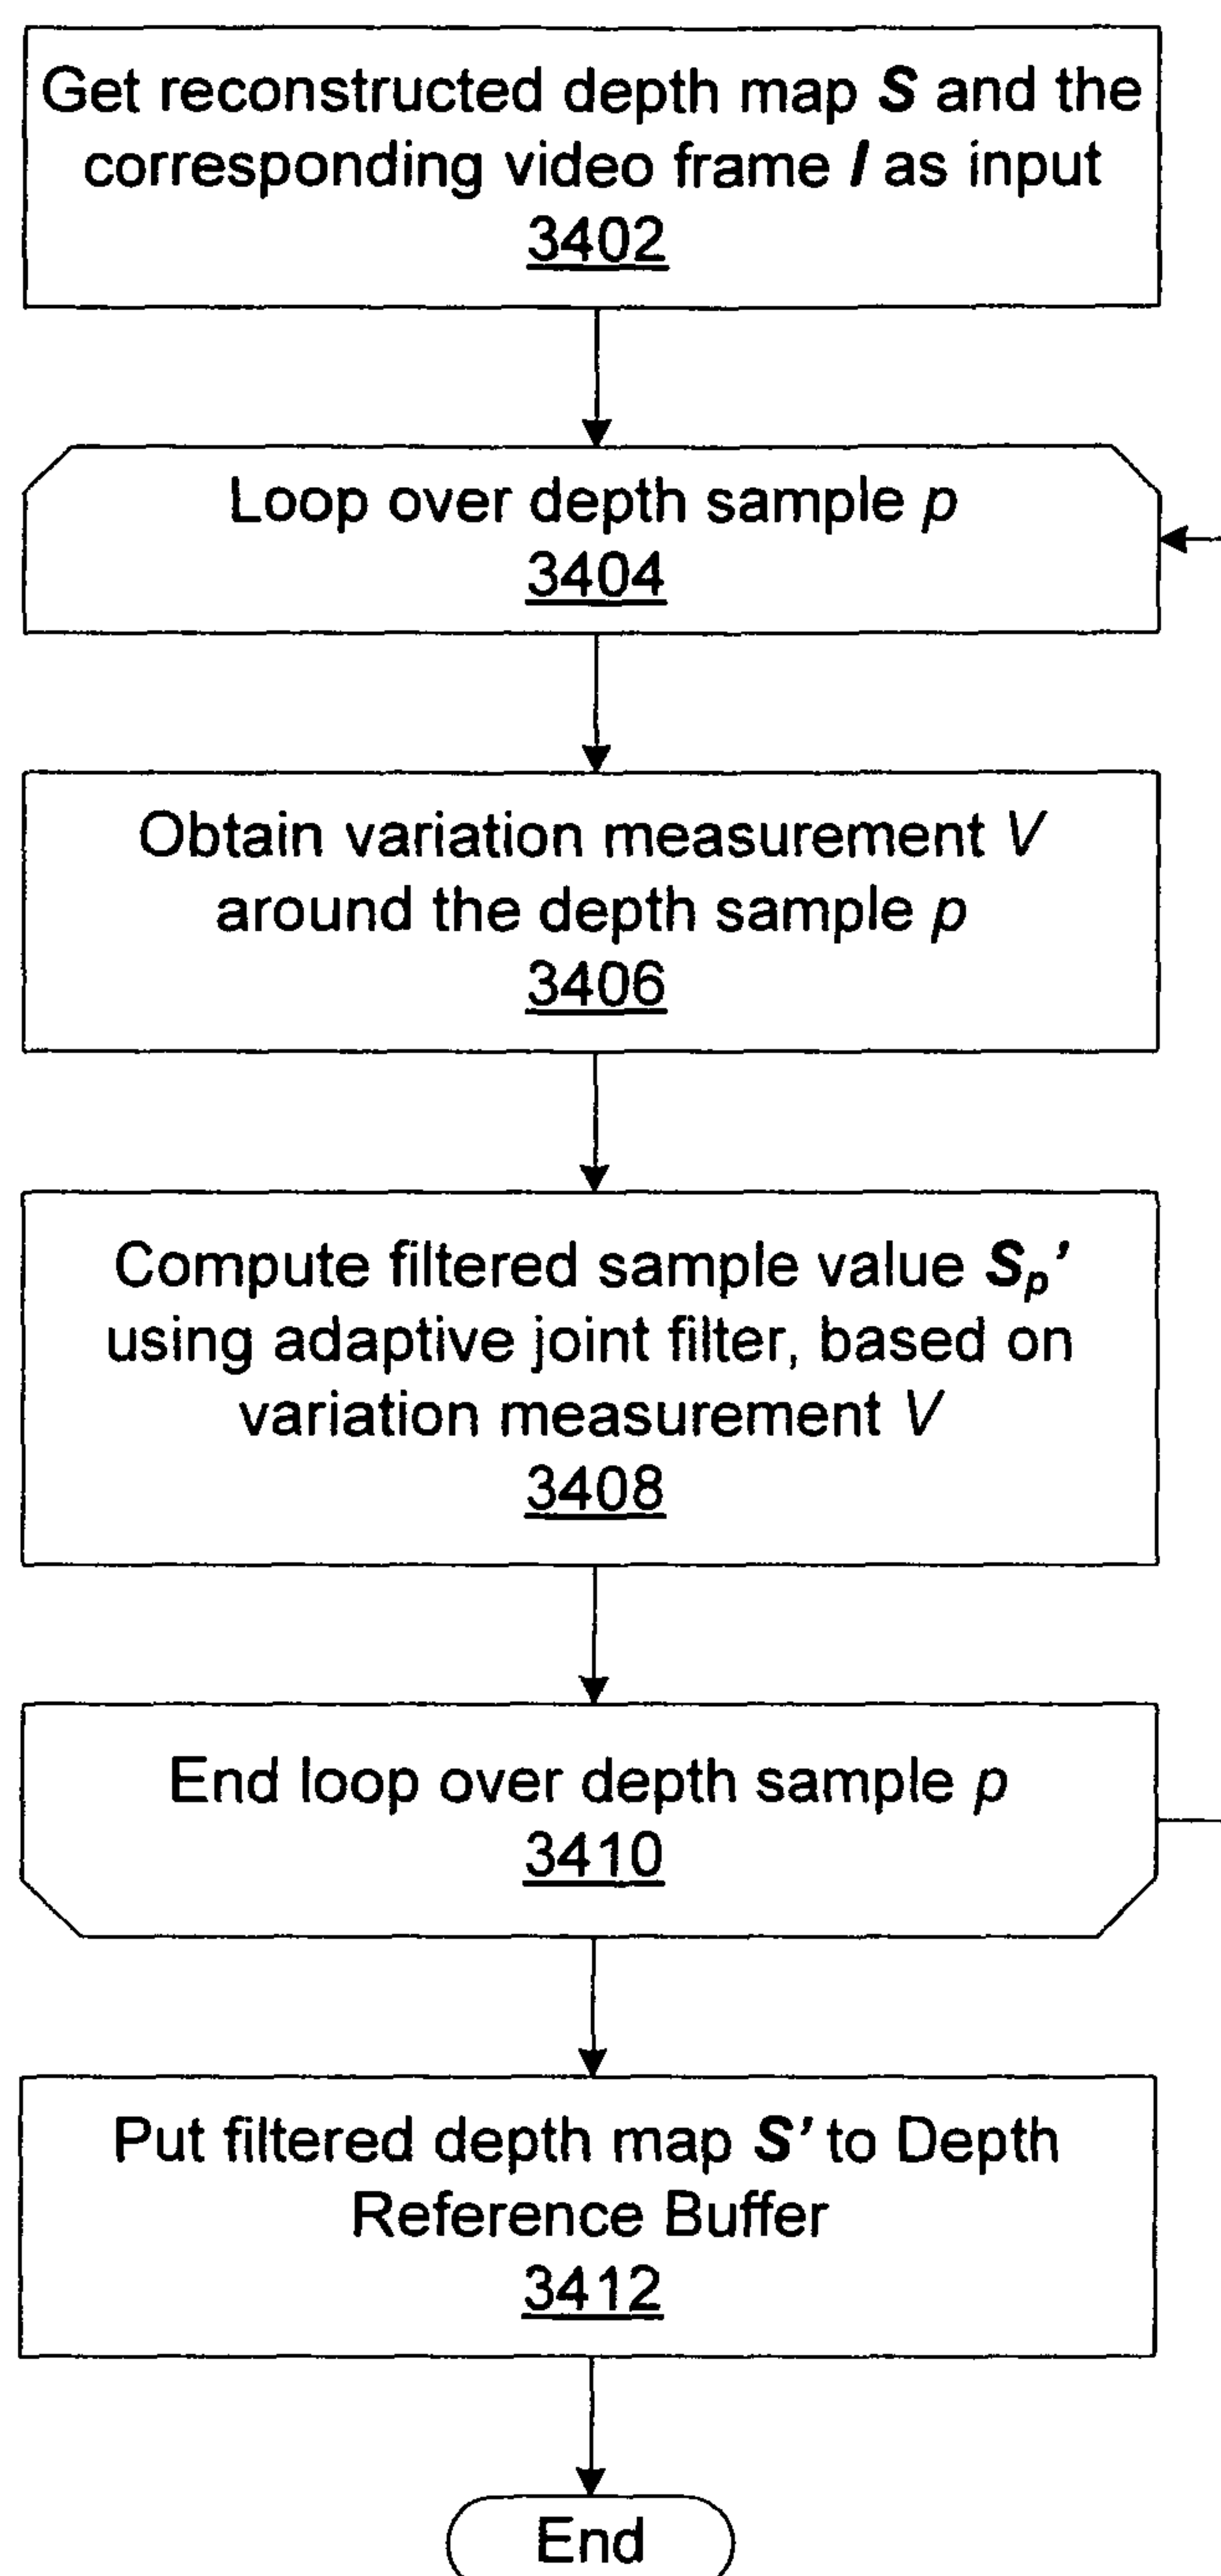 Get reconstructed depth map S and the
corresponding video frame I as input
3402
Loop over depth sample p
3404
Obtain variation measurement V
around the depth sample p
3406
Compute filtered sample value Sp'
using adaptive joint filter, based on
variation measurement V
3408
End loop over depth sample p
3410
Put filtered depth map S' to Depth
Reference Buffer
3412
End